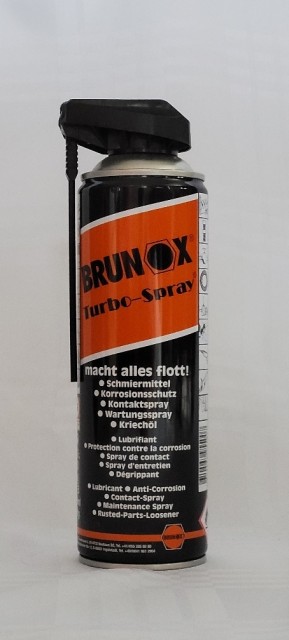 BRUNOX®
Turbo-Spray®
macht alles flott!
● Schmiermittel
● Korrosionsschutz
● Kontaktspray
● Wartungsspray
● Kriechöl
● Lubrifiant
● Protection contre la corrosion
● Spray de contact
● Spray d'entretien
● Dégrippant
● Lubricant ● Anti-Corrosion
● Contact-Spray
● Maintenance Spray
● Rusted-Parts-Loosener